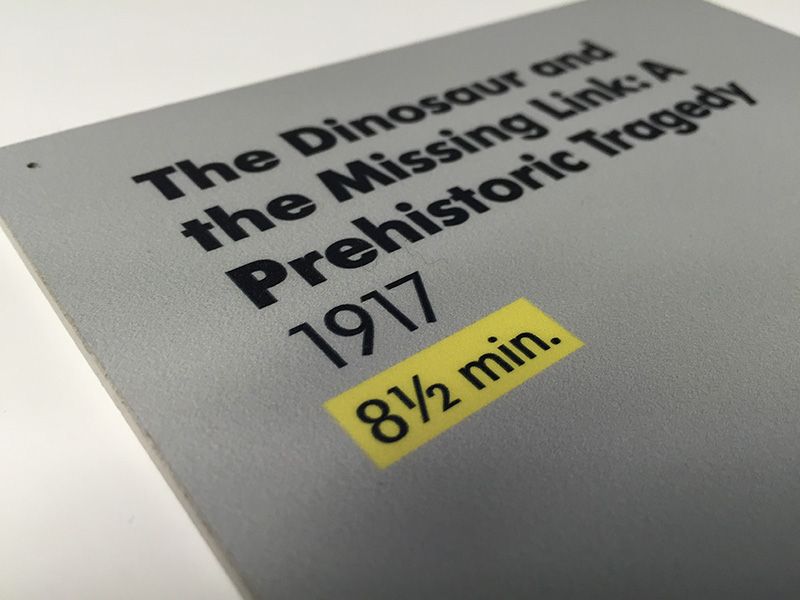 The Dinosaur and
the Missing Link: A
Prehistoric Tragedy
1917
8½ min.